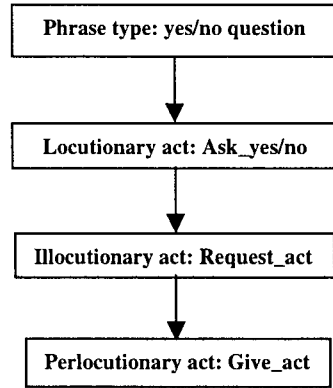 Phrase type: yes/no question
Locutionary act: Ask_yes/no
Illocutionary act: Request_act
Perlocutionary act: Give_act